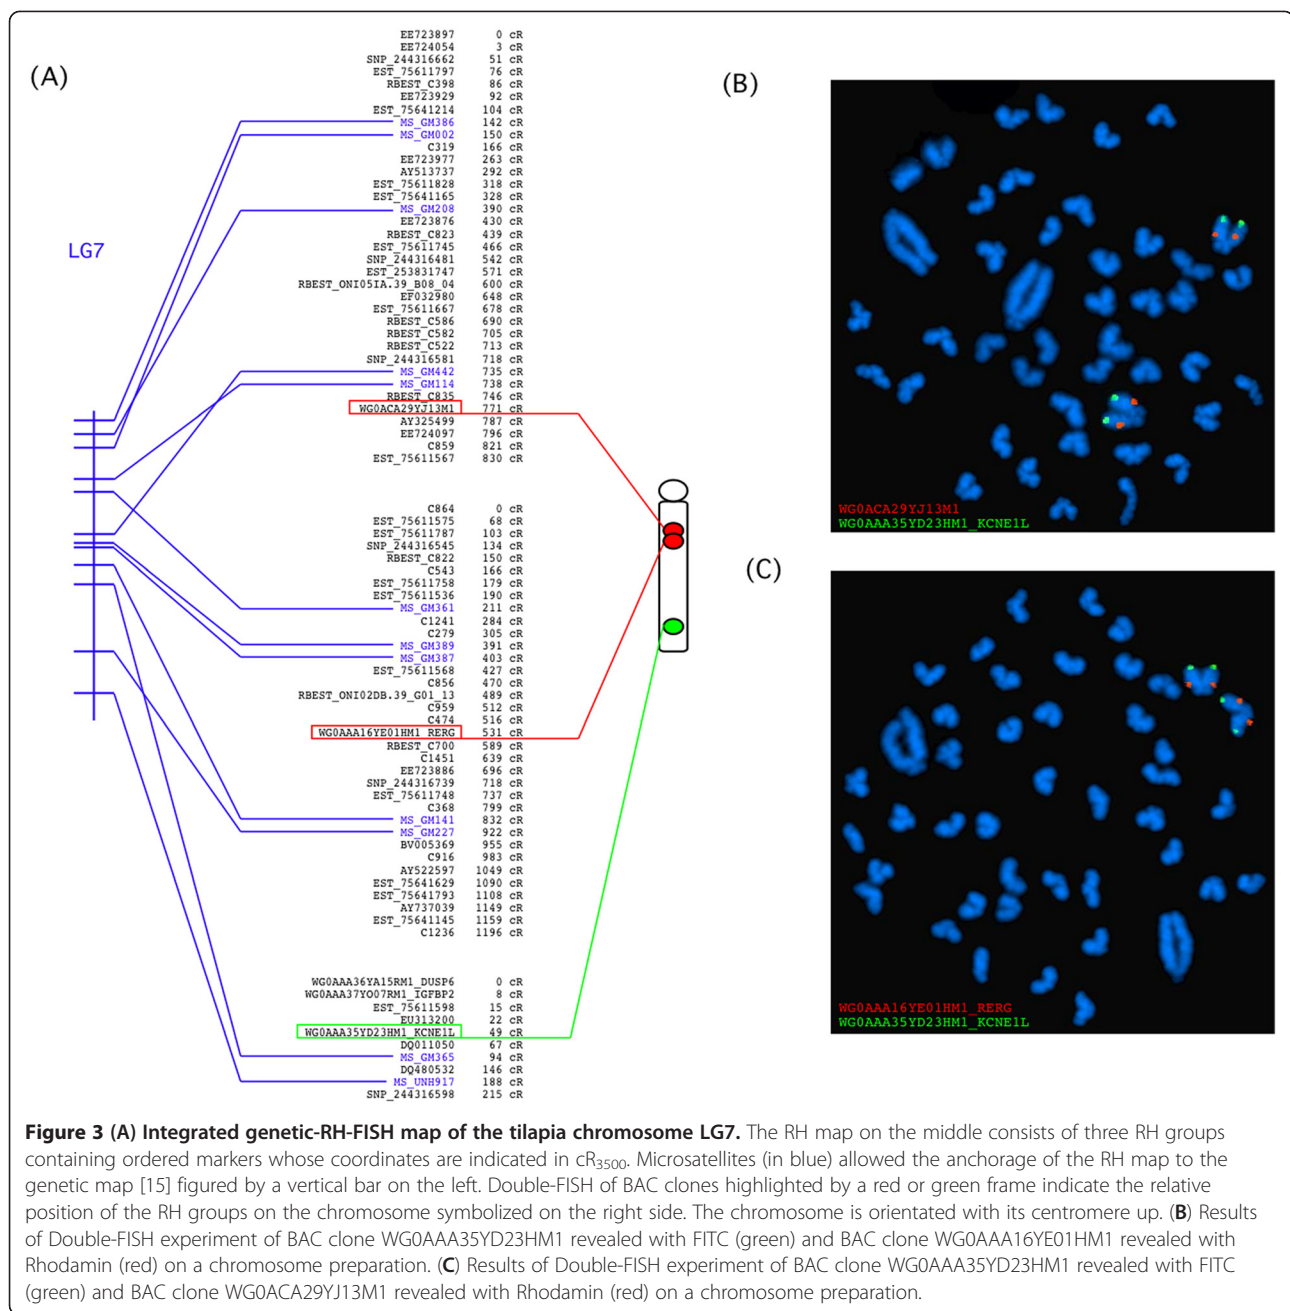 (A)
LG7
EE723897 0 cR
EE724054 3 cR
SNP_244316662 51 cR
EST_75611797 76 cR
RBEST_C398 86 cR
EE723929 92 cR
EST_75641214 104 cR
MS_GM386 142 cR
MS_GM002 150 cR
C319 166 cR
EE723977 263 cR
AY513737 292 cR
EST_75611828 318 cR
EST_75641165 328 cR
MS_GM208 390 cR
EE723876 430 cR
RBEST_C823 439 cR
EST_75611745 466 cR
SNP_244316481 542 cR
EST_253831747 571 cR
RBEST_ONI05IA.39_B08_04 600 cR
EF032980 648 cR
EST_75611667 678 cR
RBEST_C586 690 cR
RBEST_C582 705 cR
RBEST_C522 713 cR
SNP_244316581 718 cR
MS_GM442 735 cR
MS_GM114 738 cR
RBEST_C835 746 cR
WG0ACA29YJ13M1 771 cR
AY325499 787 cR
EE724097 796 cR
C859 821 cR
EST_75611567 830 cR
C864 0 cR
EST_75611575 68 cR
EST_75611787 103 cR
SNP_244316545 134 cR
RBEST_C822 150 cR
C543 166 cR
EST_75611758 179 cR
EST_75611536 190 cR
MS_GM361 211 cR
C1241 284 cR
C279 305 cR
MS_GM389 391 cR
MS_GM387 403 cR
EST_75611568 427 cR
C856 470 cR
RBEST_ONI02DB.39_G01_13 489 cR
C959 512 cR
C474 516 cR
WG0AAA16YE01HM1_RERG 531 cR
RBEST_C700 589 cR
C1451 639 cR
EE723886 696 cR
SNP_244316739 718 cR
EST_75611748 737 cR
C368 799 cR
MS_GM141 832 cR
MS_GM227 922 cR
BV005369 955 cR
C916 983 cR
AY522597 1049 cR
EST_75641629 1090 cR
EST_75641793 1108 cR
AY737039 1149 cR
EST_75641145 1159 cR
C1236 1196 cR
WG0AAA36YA15RM1_DUSP6 0 cR
WG0AAA37YO07RM1_IGFBP2 8 cR
EST_75611598 15 cR
EU313200 22 cR
WG0AAA35YD23HM1_KCNE1L 49 cR
DQ011050 67 cR
MS_GM365 94 cR
DQ480532 146 cR
MS_UNH917 188 cR
SNP_244316598 215 cR
(B)
WG0ACA29YJ13M1
WG0AAA35YD23HM1_KCNE1L
(C)
WG0AAA16YE01HM1_RERG
WG0AAA35YD23HM1_KCNE1L
Figure 3 (A) Integrated genetic-RH-FISH map of the tilapia chromosome LG7. The RH map on the middle consists of three RH groups
containing ordered markers whose coordinates are indicated in cR3500. Microsatellites (in blue) allowed the anchorage of the RH map to the
genetic map [15] figured by a vertical bar on the left. Double-FISH of BAC clones highlighted by a red or green frame indicate the relative
position of the RH groups on the chromosome symbolized on the right side. The chromosome is orientated with its centromere up. (B) Results
of Double-FISH experiment of BAC clone WG0AAA35YD23HM1 revealed with FITC (green) and BAC clone WG0AAA16YE01HM1 revealed with
Rhodamin (red) on a chromosome preparation. (C) Results of Double-FISH experiment of BAC clone WG0AAA35YD23HM1 revealed with FITC
(green) and BAC clone WG0ACA29YJ13M1 revealed with Rhodamin (red) on a chromosome preparation.